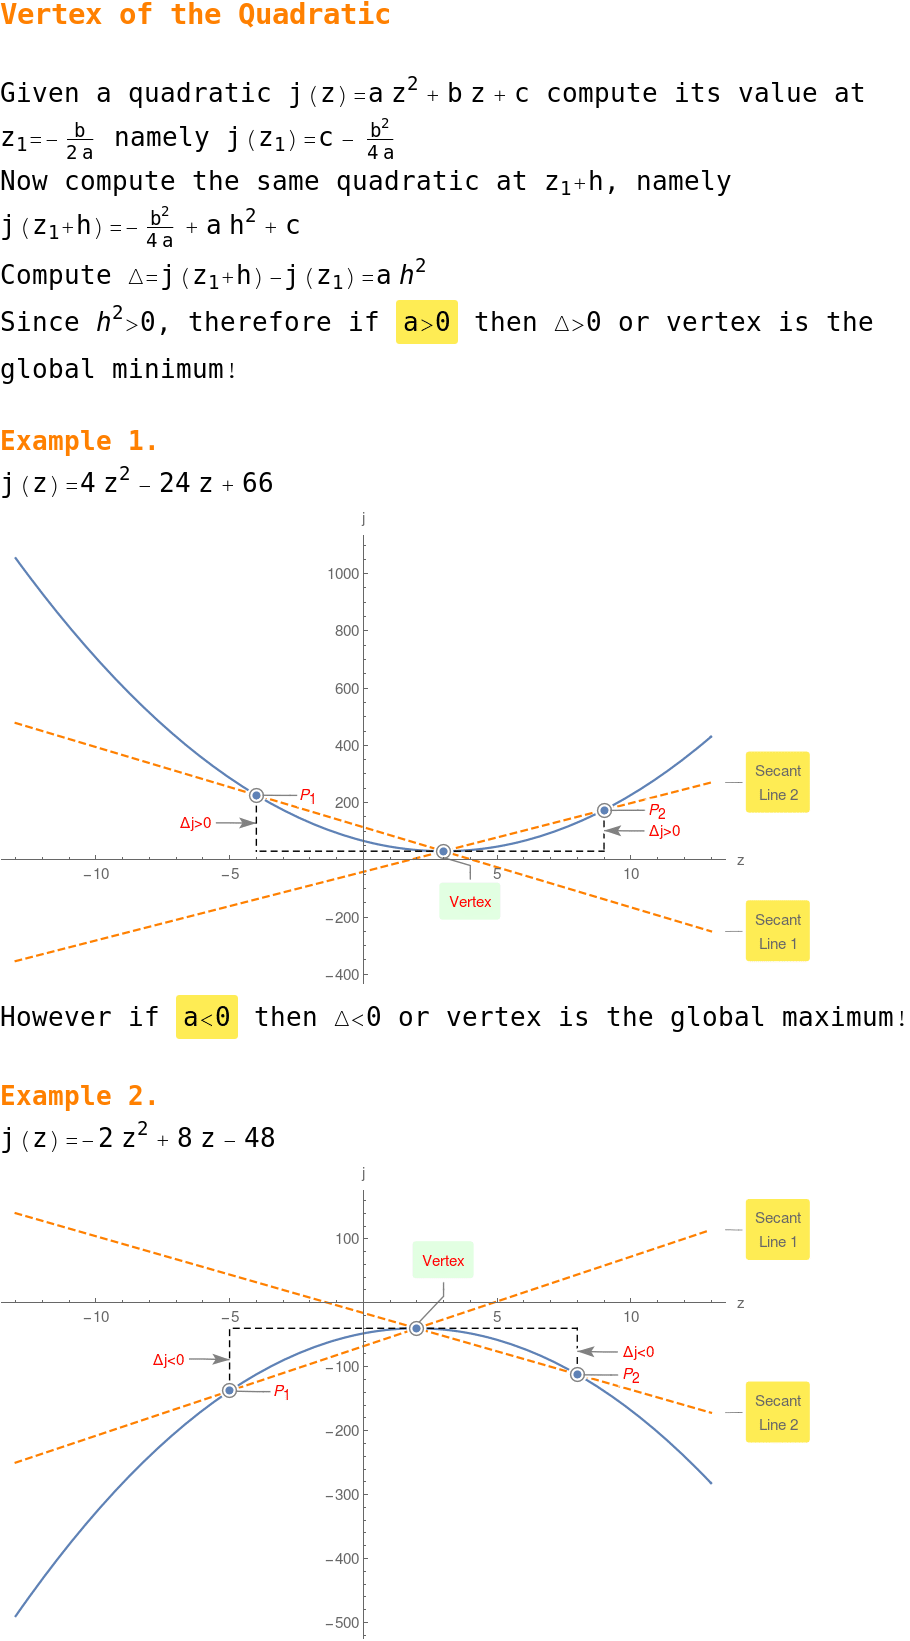 Vertex of the Quadratic
Given a quadratic j(z)=a z² + b z + c compute its value at
z₁=- b/(2 a) namely j(z₁)=c - b²/(4 a)
Now compute the same quadratic at z₁+h, namely
j(z₁+h)=- b²/(4 a) + a h² + c
Compute Δ=j(z₁+h)-j(z₁)=a h²
Since h²>0, therefore if a>0 then Δ>0 or vertex is the
global minimum!
Example 1.
j(z)=4 z² - 24 z + 66
j
1000
800
600
400
200
-200
-400
-10
-5
5
10
z
P₁
Δj>0
P₂
Δj>0
Vertex
Secant
Line 2
Secant
Line 1
However if a<0 then Δ<0 or vertex is the global maximum!
Example 2.
j(z)=-2 z² + 8 z - 48
j
100
-100
-200
-300
-400
-500
-10
-5
5
10
z
Vertex
Δj<0
P₁
Δj<0
P₂
Secant
Line 1
Secant
Line 2